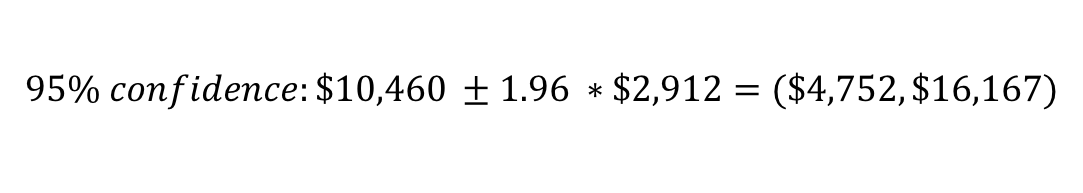 95% confidence: $10,460 ± 1.96 * $2,912 = ($4,752, $16,167)